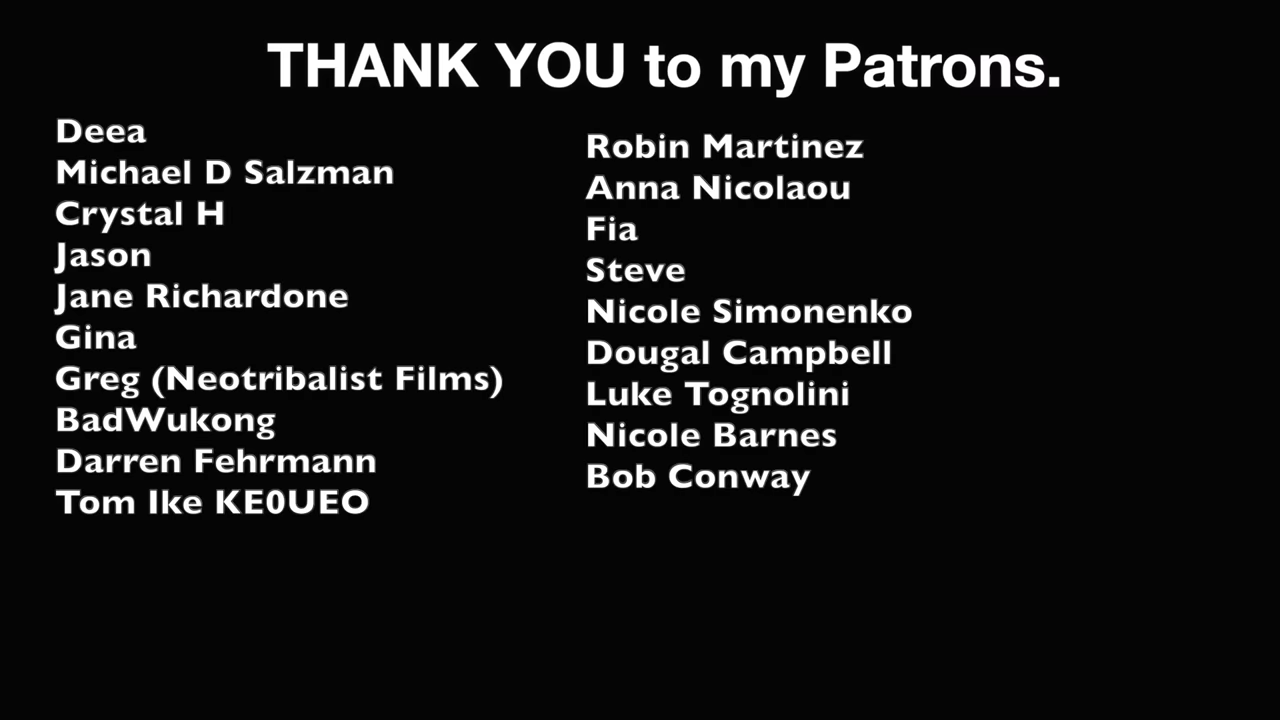 THANK YOU to my Patrons.
Deea
Michael D Salzman
Crystal H
Jason
Jane Richardone
Gina
Greg (Neotribalist Films)
BadWukong
Darren Fehrmann
Tom Ike KE0UEO
Robin Martinez
Anna Nicolaou
Fia
Steve
Nicole Simonenko
Dougal Campbell
Luke Tognolini
Nicole Barnes
Bob Conway